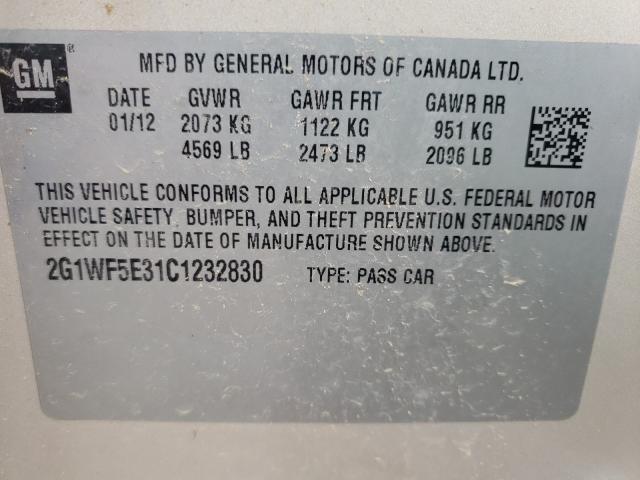 GM®
MFD BY GENERAL MOTORS OF CANADA LTD.
DATE GVWR GAWR FRT GAWR RR
01/12 2073 KG 1122 KG 951 KG
4569 LB 2473 LB 2096 LB
THIS VEHICLE CONFORMS TO ALL APPLICABLE U.S. FEDERAL MOTOR
VEHICLE SAFETY, BUMPER, AND THEFT PREVENTION STANDARDS IN
EFFECT ON THE DATE OF MANUFACTURE SHOWN ABOVE.
2G1WF5E31C1232830 TYPE: PASS CAR